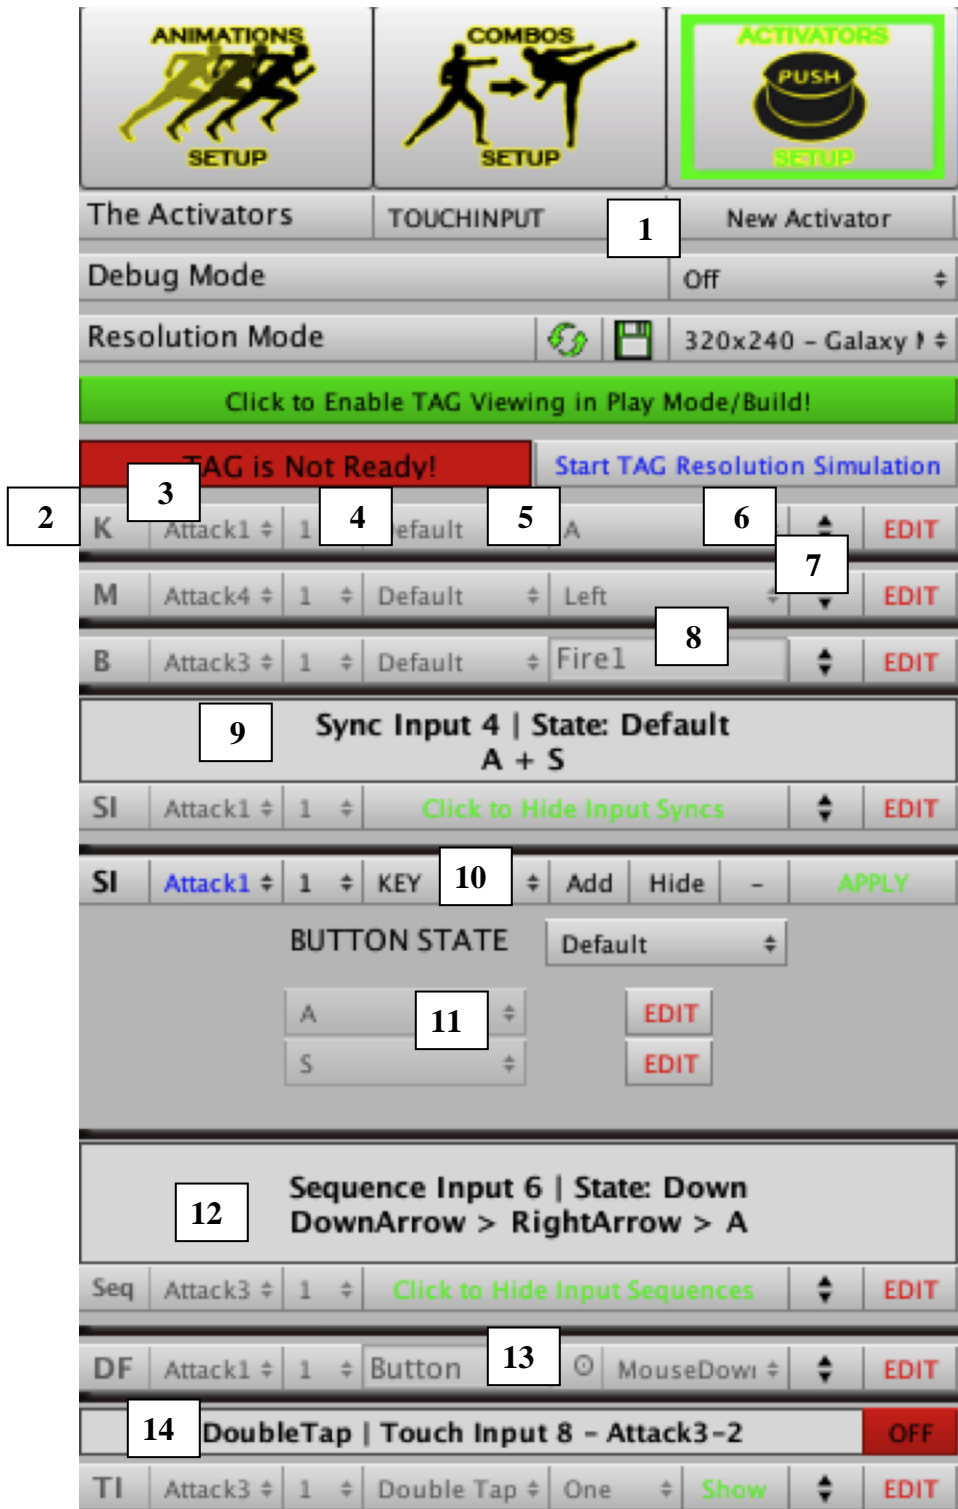 ANIMATIONS SETUP
COMBOS SETUP
ACTIVATORS PUSH SETUP
The Activators TOUCHINPUT 1 New Activator
Debug Mode Off
Resolution Mode 320x240 - Galaxy
Click to Enable TAG Viewing in Play Mode/Build!
TAG is Not Ready! Start TAG Resolution Simulation
2 3 4 5 6
K Attack1 1 Default A EDIT
7
M Attack4 1 Default Left EDIT
8
B Attack3 1 Default Fire1 EDIT
9 Sync Input 4 | State: Default
A + S
SI Attack1 1 Click to Hide Input Syncs EDIT
SI Attack1 1 KEY 10 Add Hide - APPLY
BUTTON STATE Default
A 11 EDIT
S EDIT
12 Sequence Input 6 | State: Down
DownArrow > RightArrow > A
Seq Attack3 1 Click to Hide Input Sequences EDIT
DF Attack1 1 Button 13 MouseDow EDIT
14 DoubleTap | Touch Input 8 - Attack3-2 OFF
TI Attack3 1 Double Tap One Show EDIT